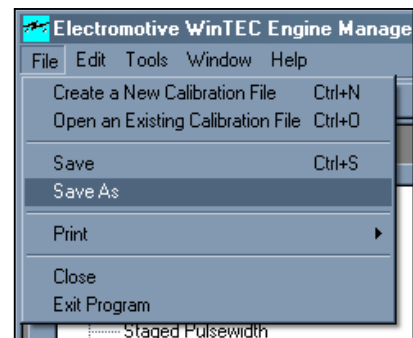 Electromotive WinTEC Engine Manage
File Edit Tools Window Help
Create a New Calibration File Ctrl+N
Open an Existing Calibration File Ctrl+O
Save Ctrl+S
Save As
Print
Close
Exit Program
Staged Pulsewidth